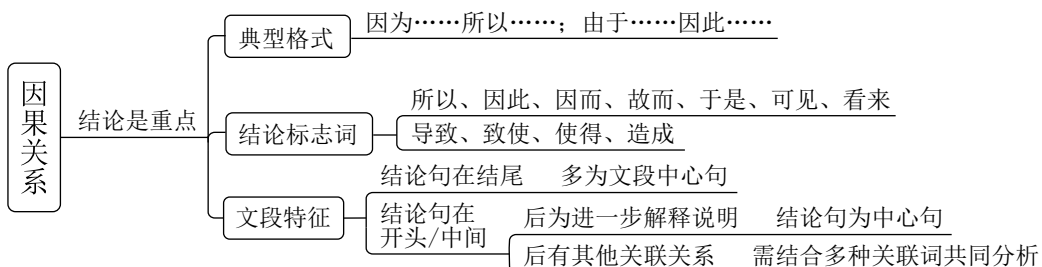 因果关系
结论是重点
典型格式
因为……所以……；由于……因此……
结论标志词
所以、因此、因而、故而、于是、可见、看来
导致、致使、使得、造成
文段特征
结论句在结尾 多为文段中心句
结论句在
开头/中间
后为进一步解释说明 结论句为中心句
后有其他关联关系 需结合多种关联词共同分析